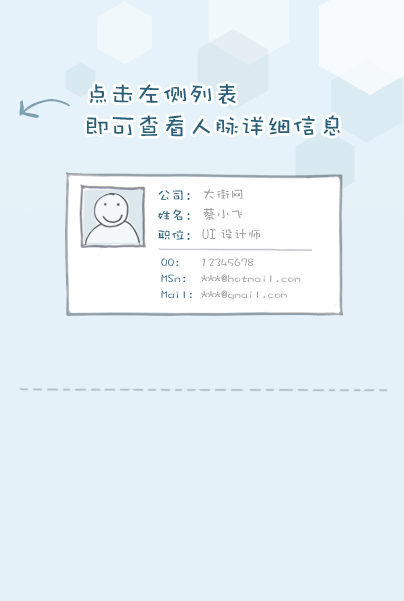 点击左侧列表
即可查看人脉详细信息
公司： 大街网
姓名： 蔡小飞
职位： UI 设计师
QQ： 12345678
MSn： ***@hotmail.com
Mail： ***@gmail.com